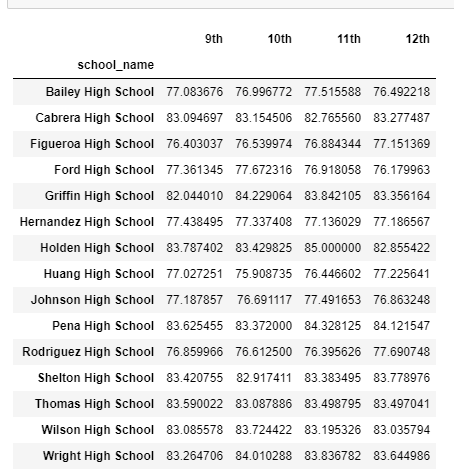 9th 10th 11th 12th
school_name
Bailey High School 77.083676 76.996772 77.515588 76.492218
Cabrera High School 83.094697 83.154506 82.765560 83.277487
Figueroa High School 76.403037 76.539974 76.884344 77.151369
Ford High School 77.361345 77.672316 76.918058 76.179963
Griffin High School 82.044010 84.229064 83.842105 83.356164
Hernandez High School 77.438495 77.337408 77.136029 77.186567
Holden High School 83.787402 83.429825 85.000000 82.855422
Huang High School 77.027251 75.908735 76.446602 77.225641
Johnson High School 77.187857 76.691117 77.491653 76.863248
Pena High School 83.625455 83.372000 84.328125 84.121547
Rodriguez High School 76.859966 76.612500 76.395626 77.690748
Shelton High School 83.420755 82.917411 83.383495 83.778976
Thomas High School 83.590022 83.087886 83.498795 83.497041
Wilson High School 83.085578 83.724422 83.195326 83.035794
Wright High School 83.264706 84.010288 83.836782 83.644986